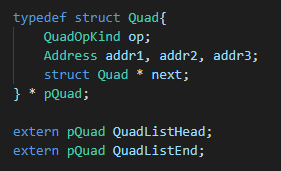 typedef struct Quad{
    QuadOpKind op;
    Address addr1, addr2, addr3;
    struct Quad * next;
} * pQuad;

extern pQuad QuadListHead;
extern pQuad QuadListEnd;